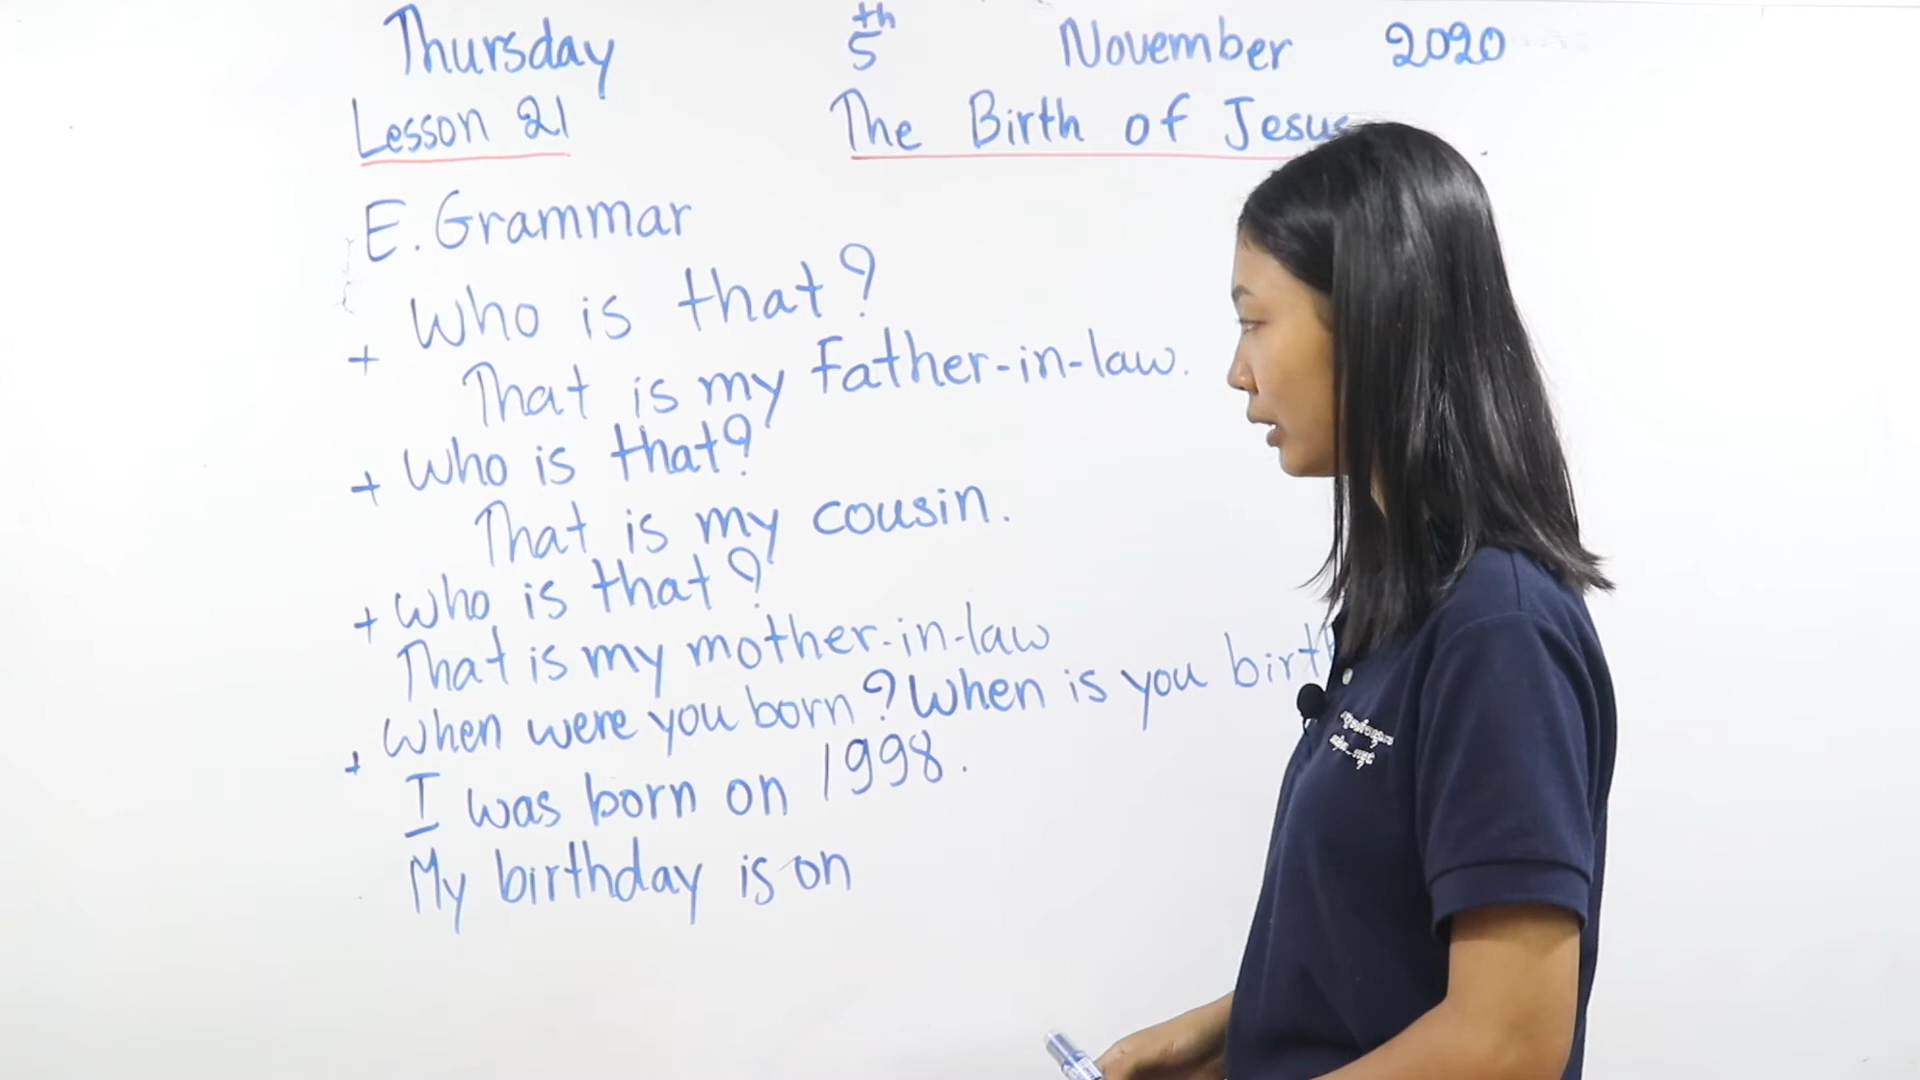 Thursday 5th November 2020
Lesson 21 The Birth of Jesus
E. Grammar
+ Who is that?
That is my Father-in-law.
+ Who is that?
That is my cousin.
+ Who is that?
That is my mother-in-law
+ When were you born? When is you birth
I was born on 1998.
My birthday is on